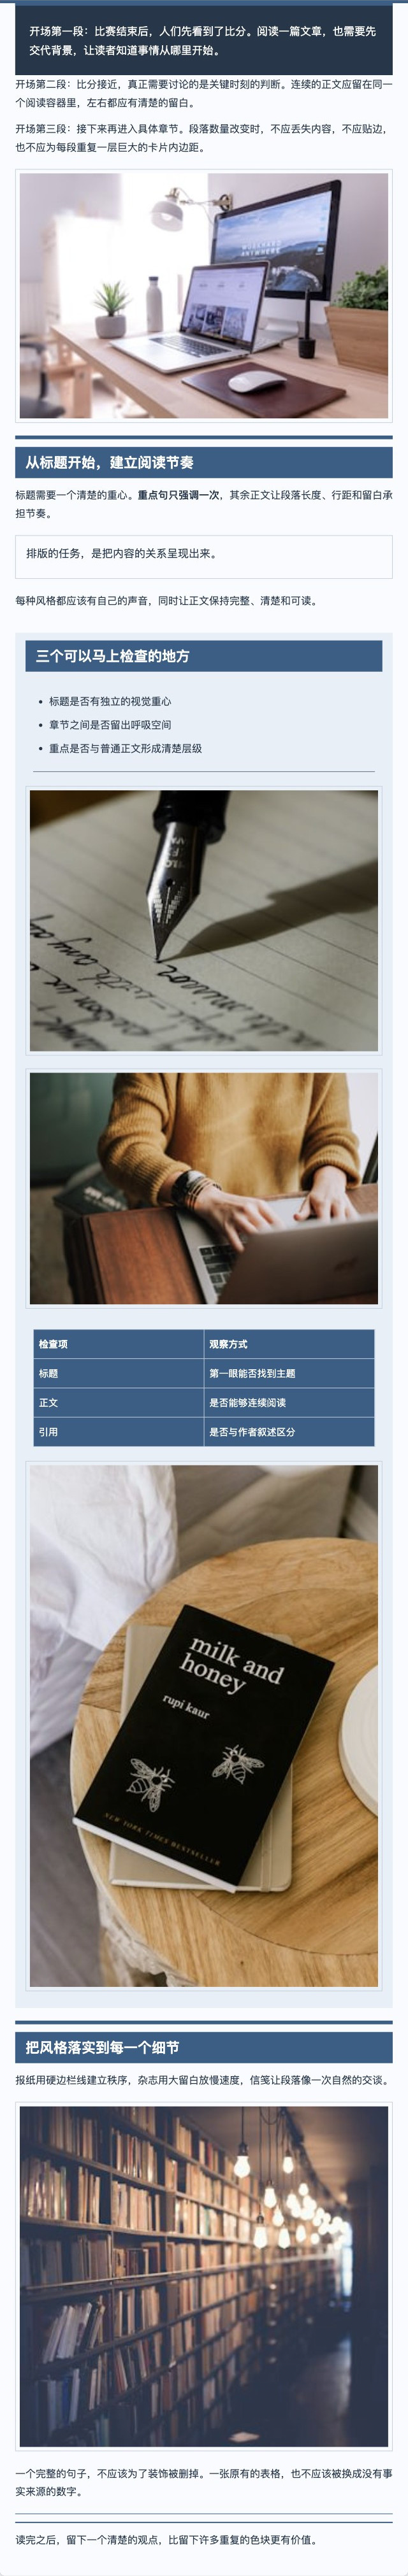 开场第一段：比赛结束后，人们先看到了比分。阅读一篇文章，也需要先
交代背景，让读者知道事情从哪里开始。
开场第二段：比分接近，真正需要讨论的是关键时刻的判断。连续的正文应留在同一
个阅读容器里，左右都应有清楚的留白。
开场第三段：接下来再进入具体章节。段落数量改变时，不应丢失内容，不应贴边，
也不应为每段重复一层巨大的卡片内边距。
从标题开始，建立阅读节奏
标题需要一个清楚的重心。重点句只强调一次，其余正文让段落长度、行距和留白承
担节奏。
排版的任务，是把内容的关系呈现出来。
每种风格都应该有自己的声音，同时让正文保持完整、清楚和可读。
三个可以马上检查的地方
• 标题是否有独立的视觉重心
• 章节之间是否留出呼吸空间
• 重点是否与普通正文形成清楚层级
检查项 观察方式
标题 第一眼能否找到主题
正文 是否能够连续阅读
引用 是否与作者叙述区分
milk and
honey
rupi kaur
NEW YORK TIMES BESTSELLER
把风格落实到每一个细节
报纸用硬边栏线建立秩序，杂志用大留白放慢速度，信笺让段落像一次自然的交谈。
一个完整的句子，不应该为了装饰被删掉。一张原有的表格，也不应该被换成没有事
实来源的数字。
读完之后，留下一个清楚的观点，比留下许多重复的色块更有价值。